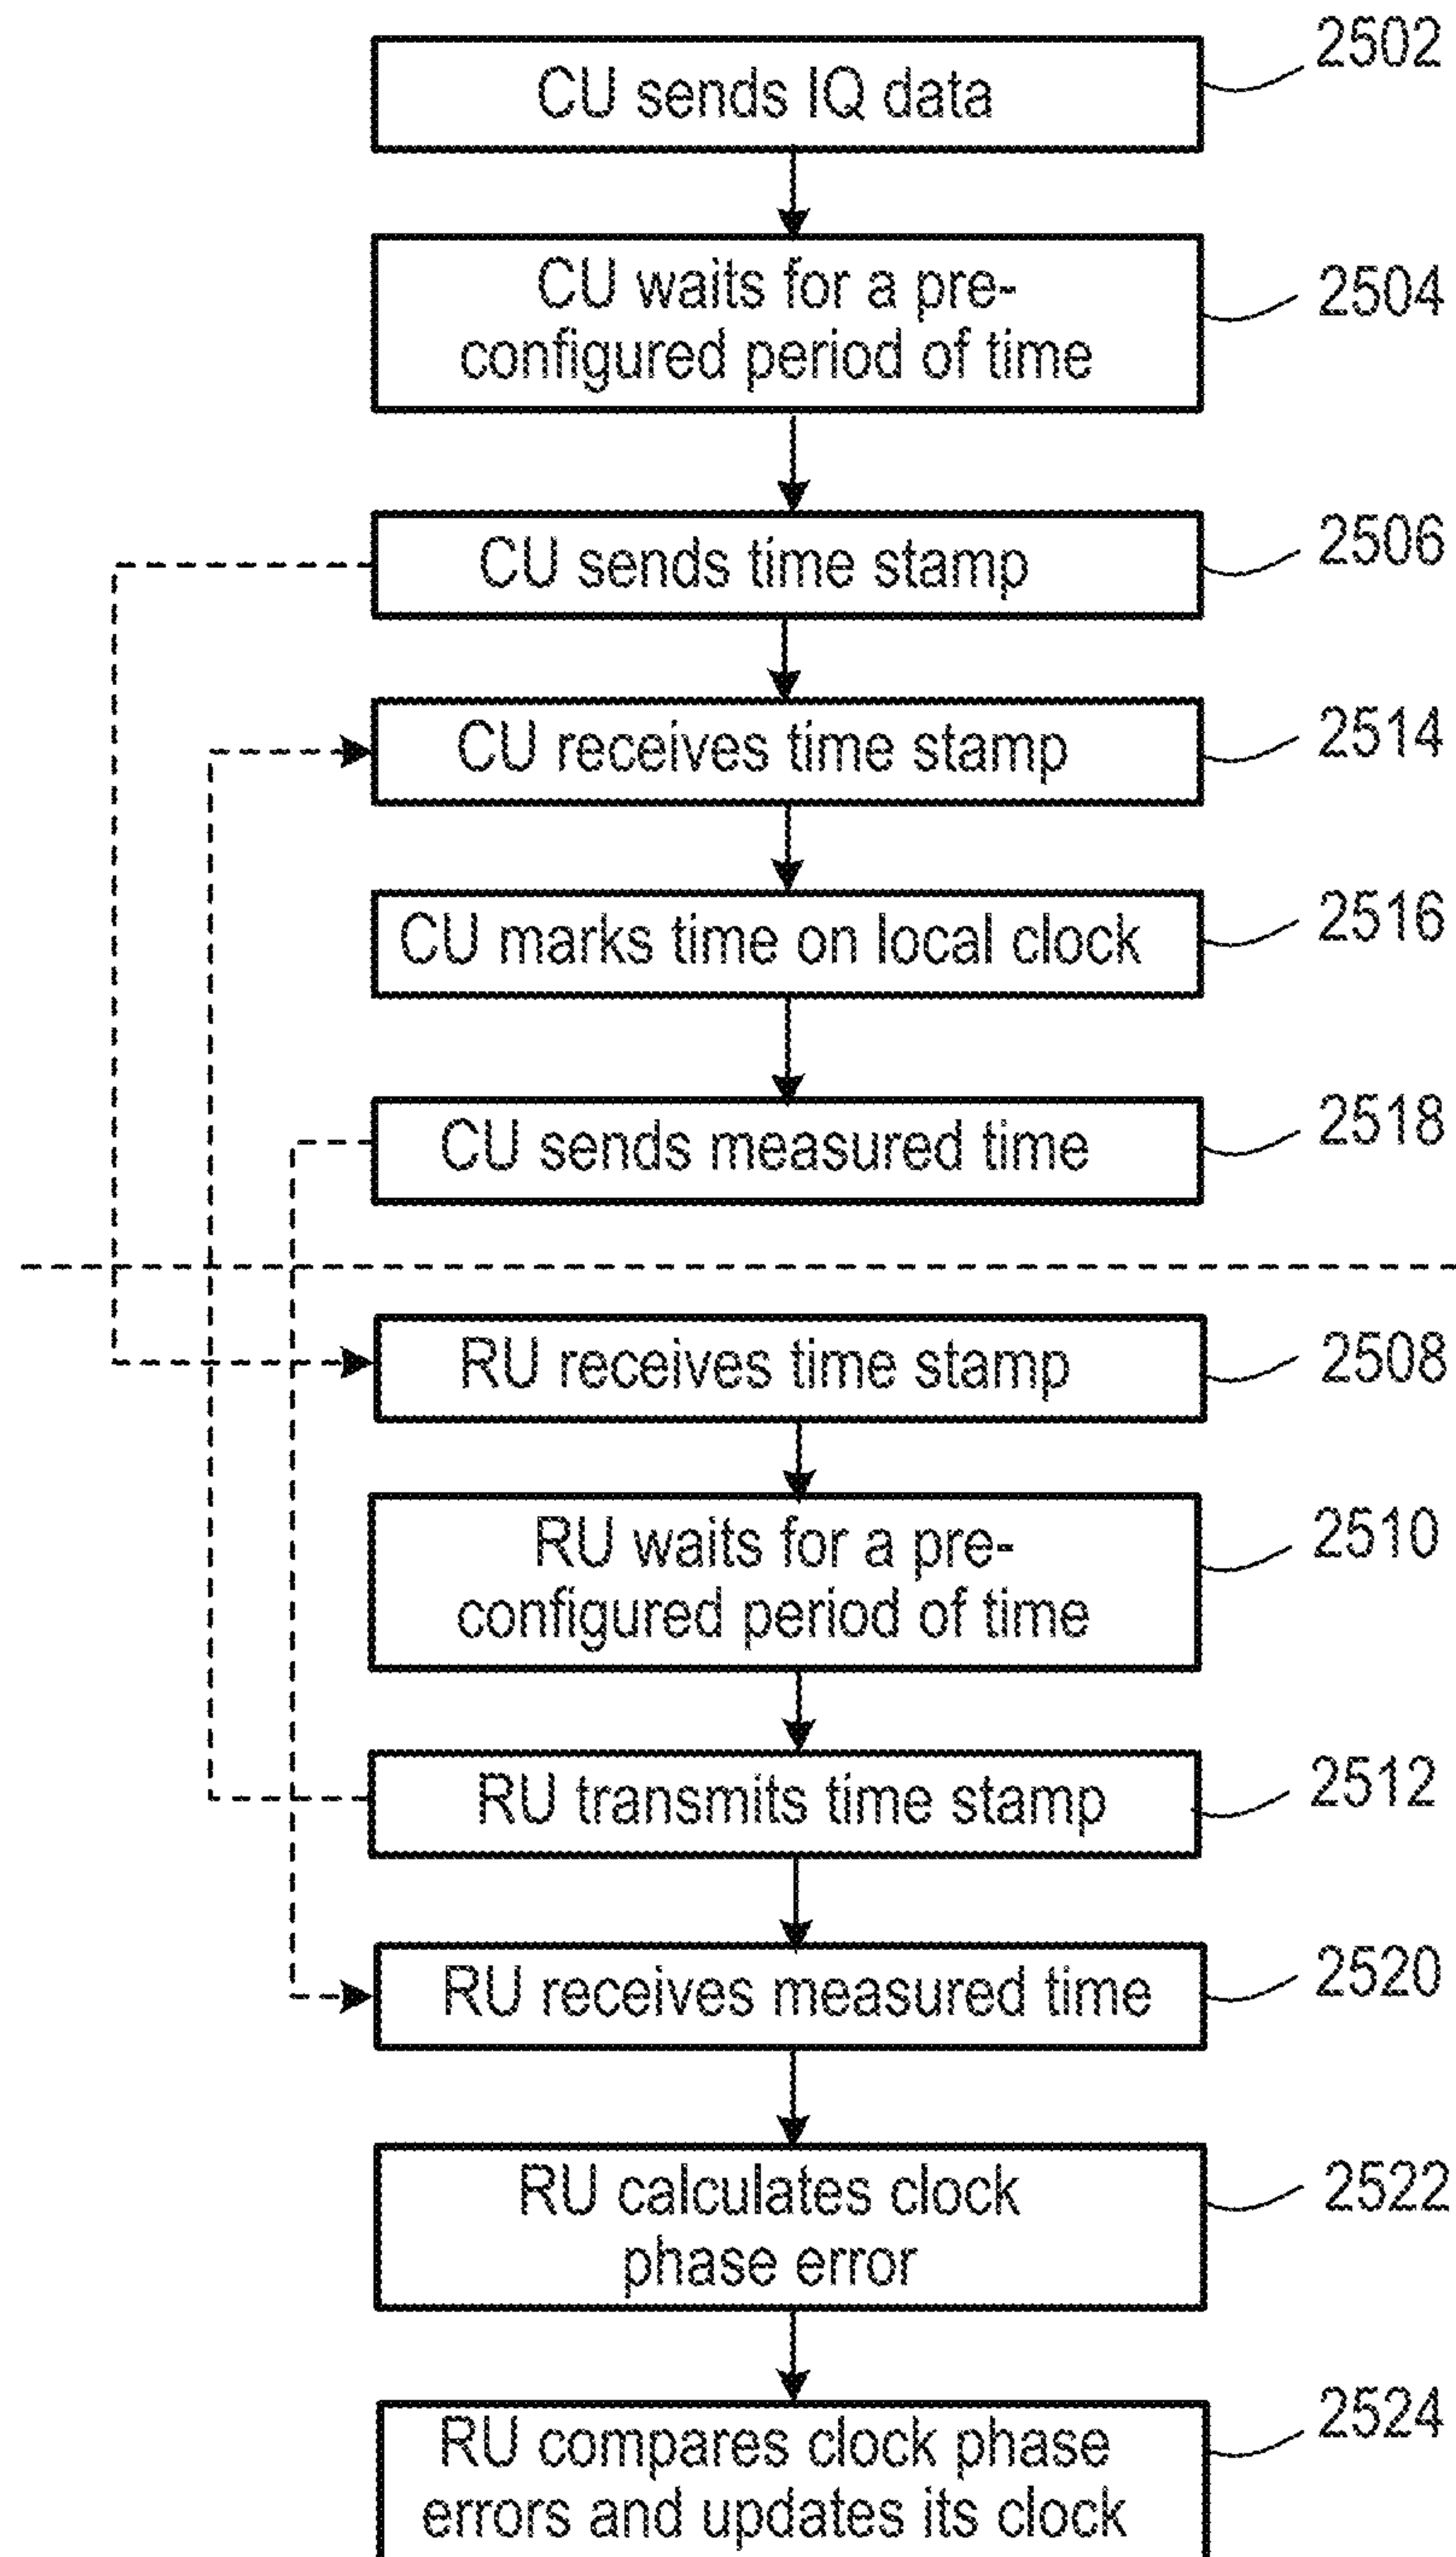 CU sends IQ data
2502
CU waits for a pre-
configured period of time
2504
CU sends time stamp
2506
CU receives time stamp
2514
CU marks time on local clock
2516
CU sends measured time
2518
RU receives time stamp
2508
RU waits for a pre-
configured period of time
2510
RU transmits time stamp
2512
RU receives measured time
2520
RU calculates clock
phase error
2522
RU compares clock phase
errors and updates its clock
2524